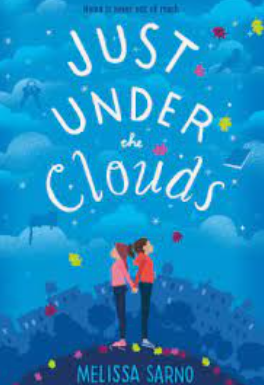 Home is never out of reach
JUST
UNDER
the
Clouds
MELISSA SARNO